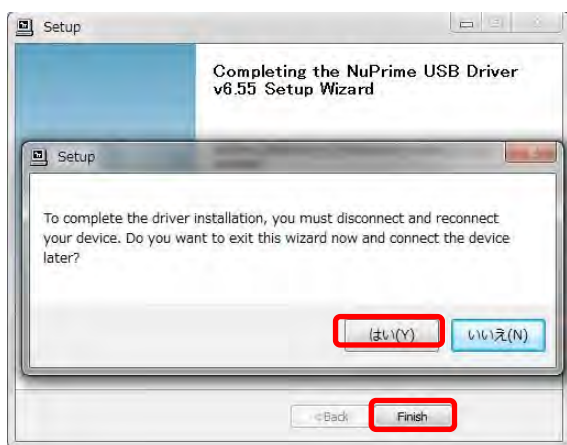 Setup
Completing the NuPrime USB Driver
v6.55 Setup Wizard
Setup
To complete the driver installation, you must disconnect and reconnect
your device. Do you want to exit this wizard now and connect the device
later?
はい(Y)
いいえ(N)
<Back
Finish